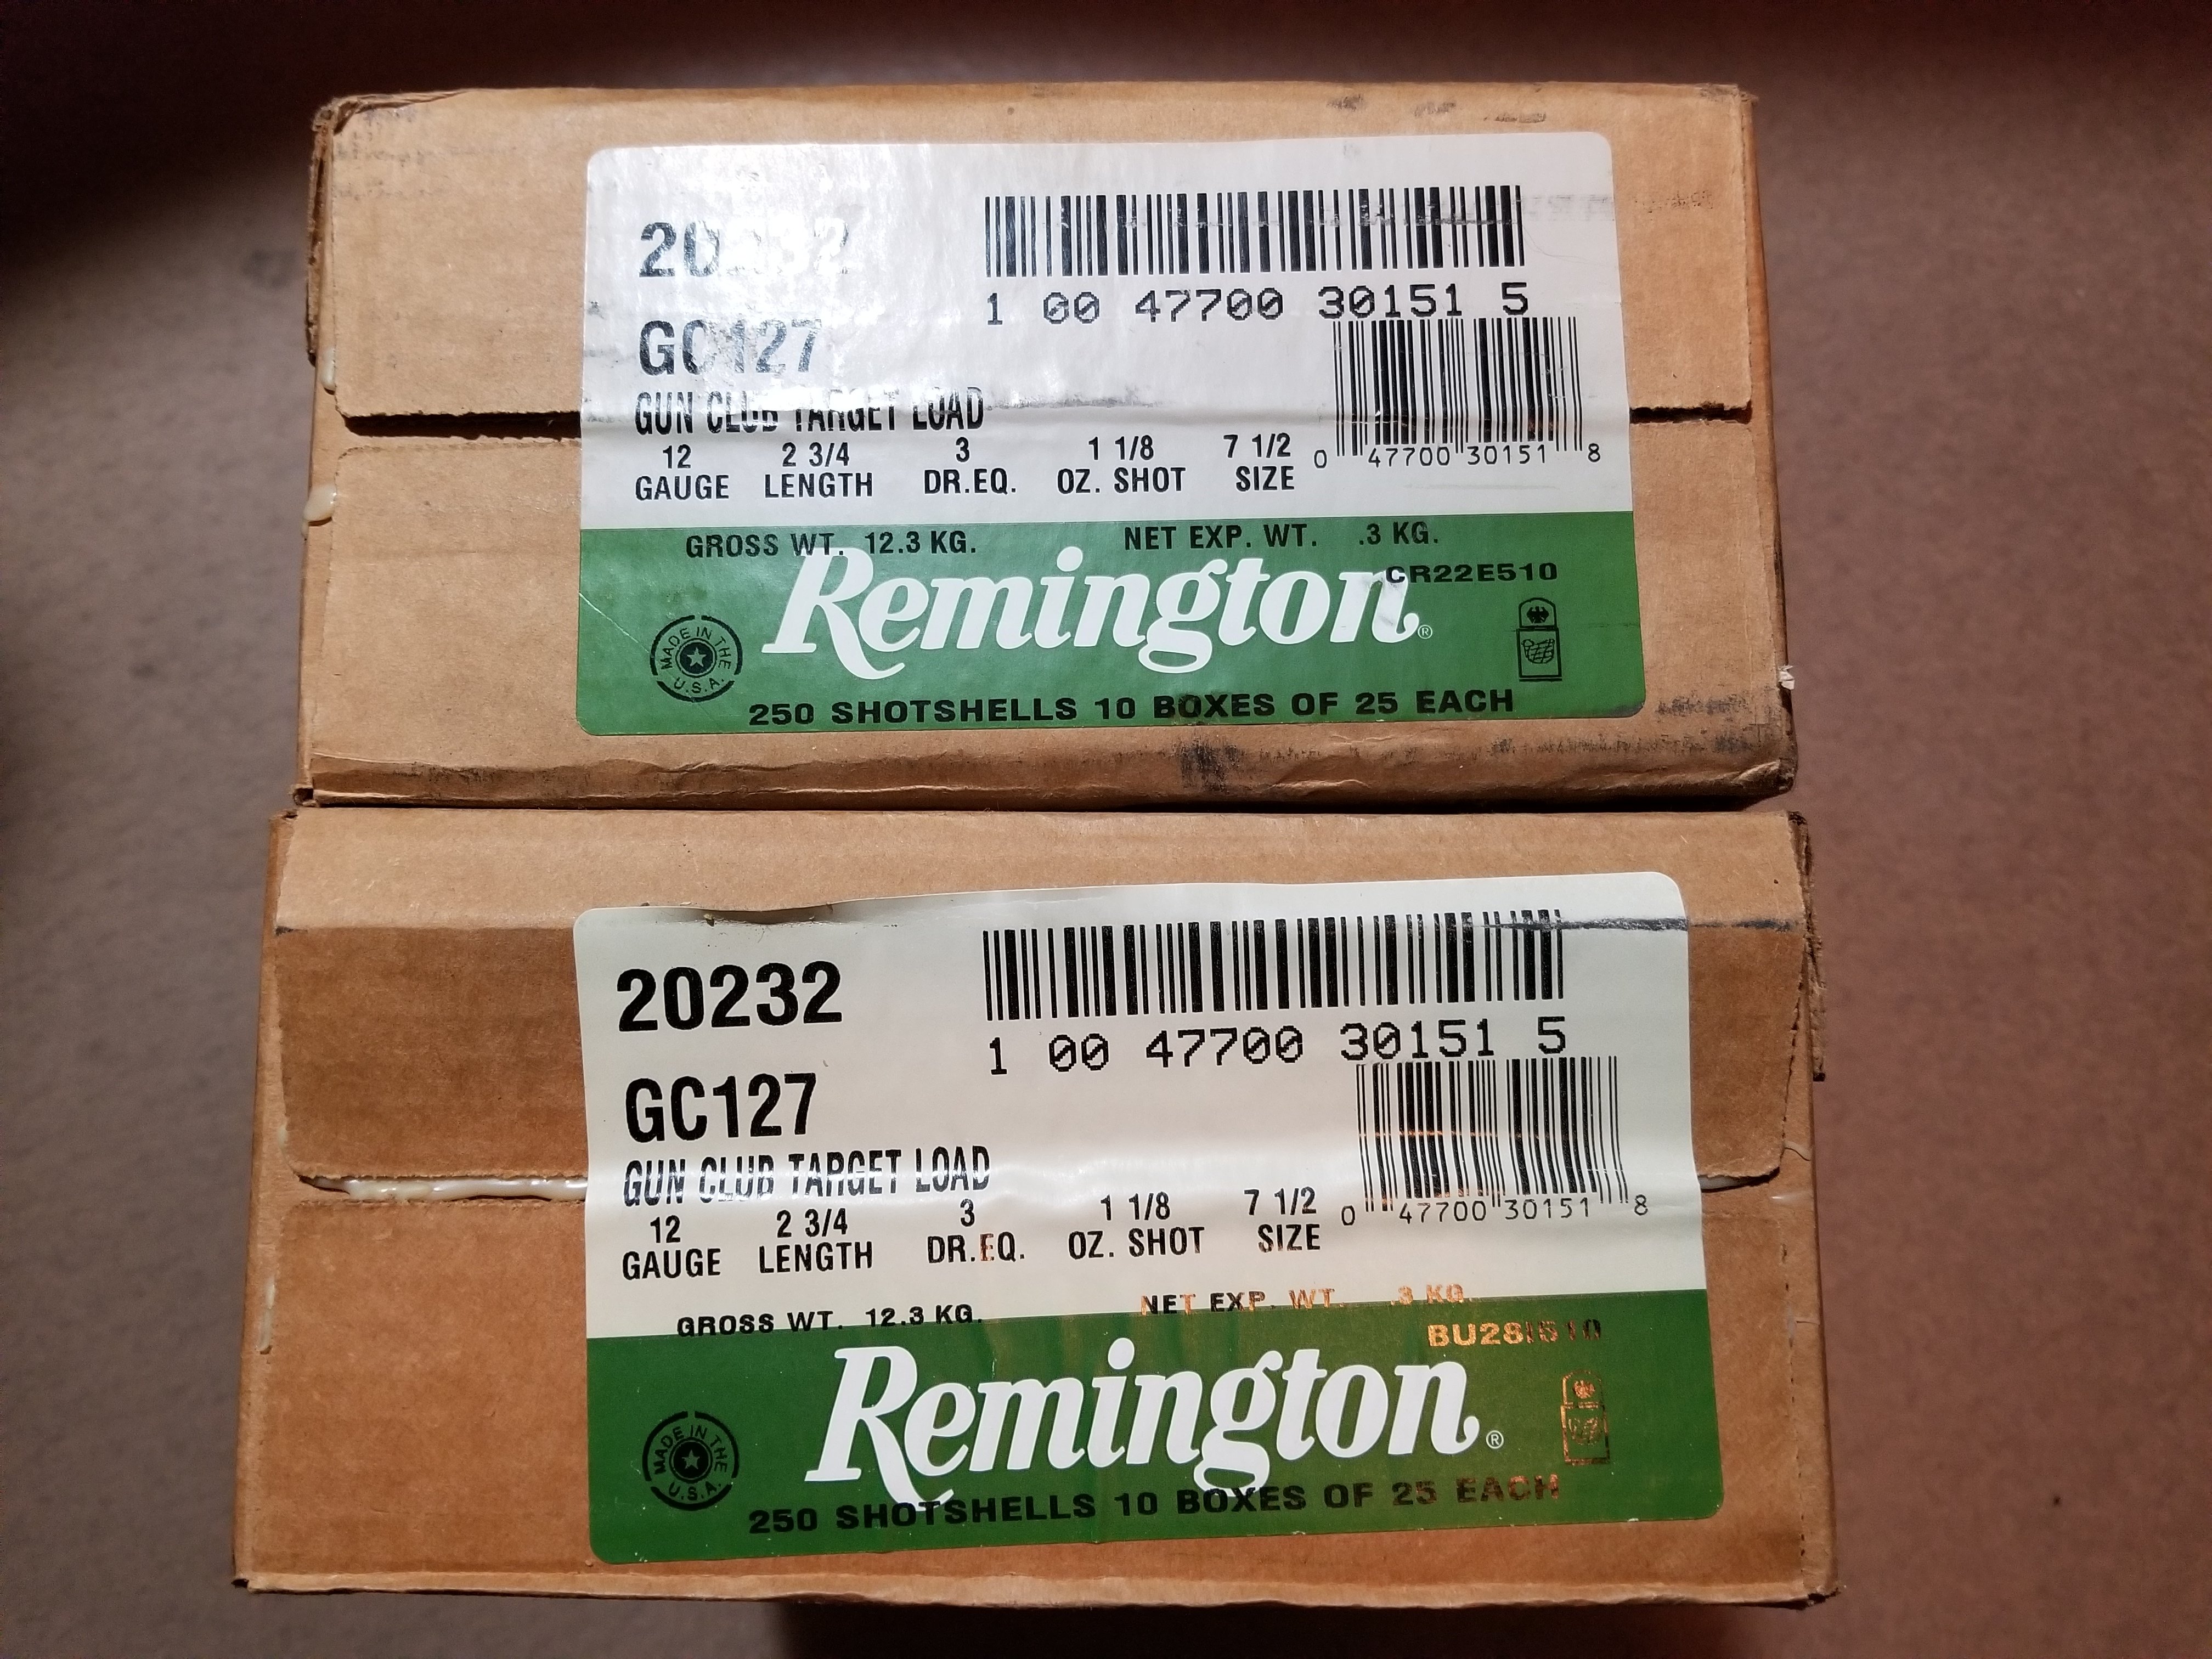 20232
1 00 47700 30151 5
GC127
GUN CLUB TARGET LOAD
12 2 3/4 3 1 1/8 7 1/2
GAUGE LENGTH DR.EQ. OZ. SHOT SIZE
0 47700 30151 8
GROSS WT. 12.3 KG. NET EXP. WT. .3 KG.
CR22E510
Remington®
MADE IN THE U.S.A.
250 SHOTSHELLS 10 BOXES OF 25 EACH
20232
1 00 47700 30151 5
GC127
GUN CLUB TARGET LOAD
12 2 3/4 3 1 1/8 7 1/2
GAUGE LENGTH DR.EQ. OZ. SHOT SIZE
0 47700 30151 8
GROSS WT. 12.3 KG. NET EXP. WT. .3 KG.
BU28I510
Remington®
MADE IN THE U.S.A.
250 SHOTSHELLS 10 BOXES OF 25 EACH